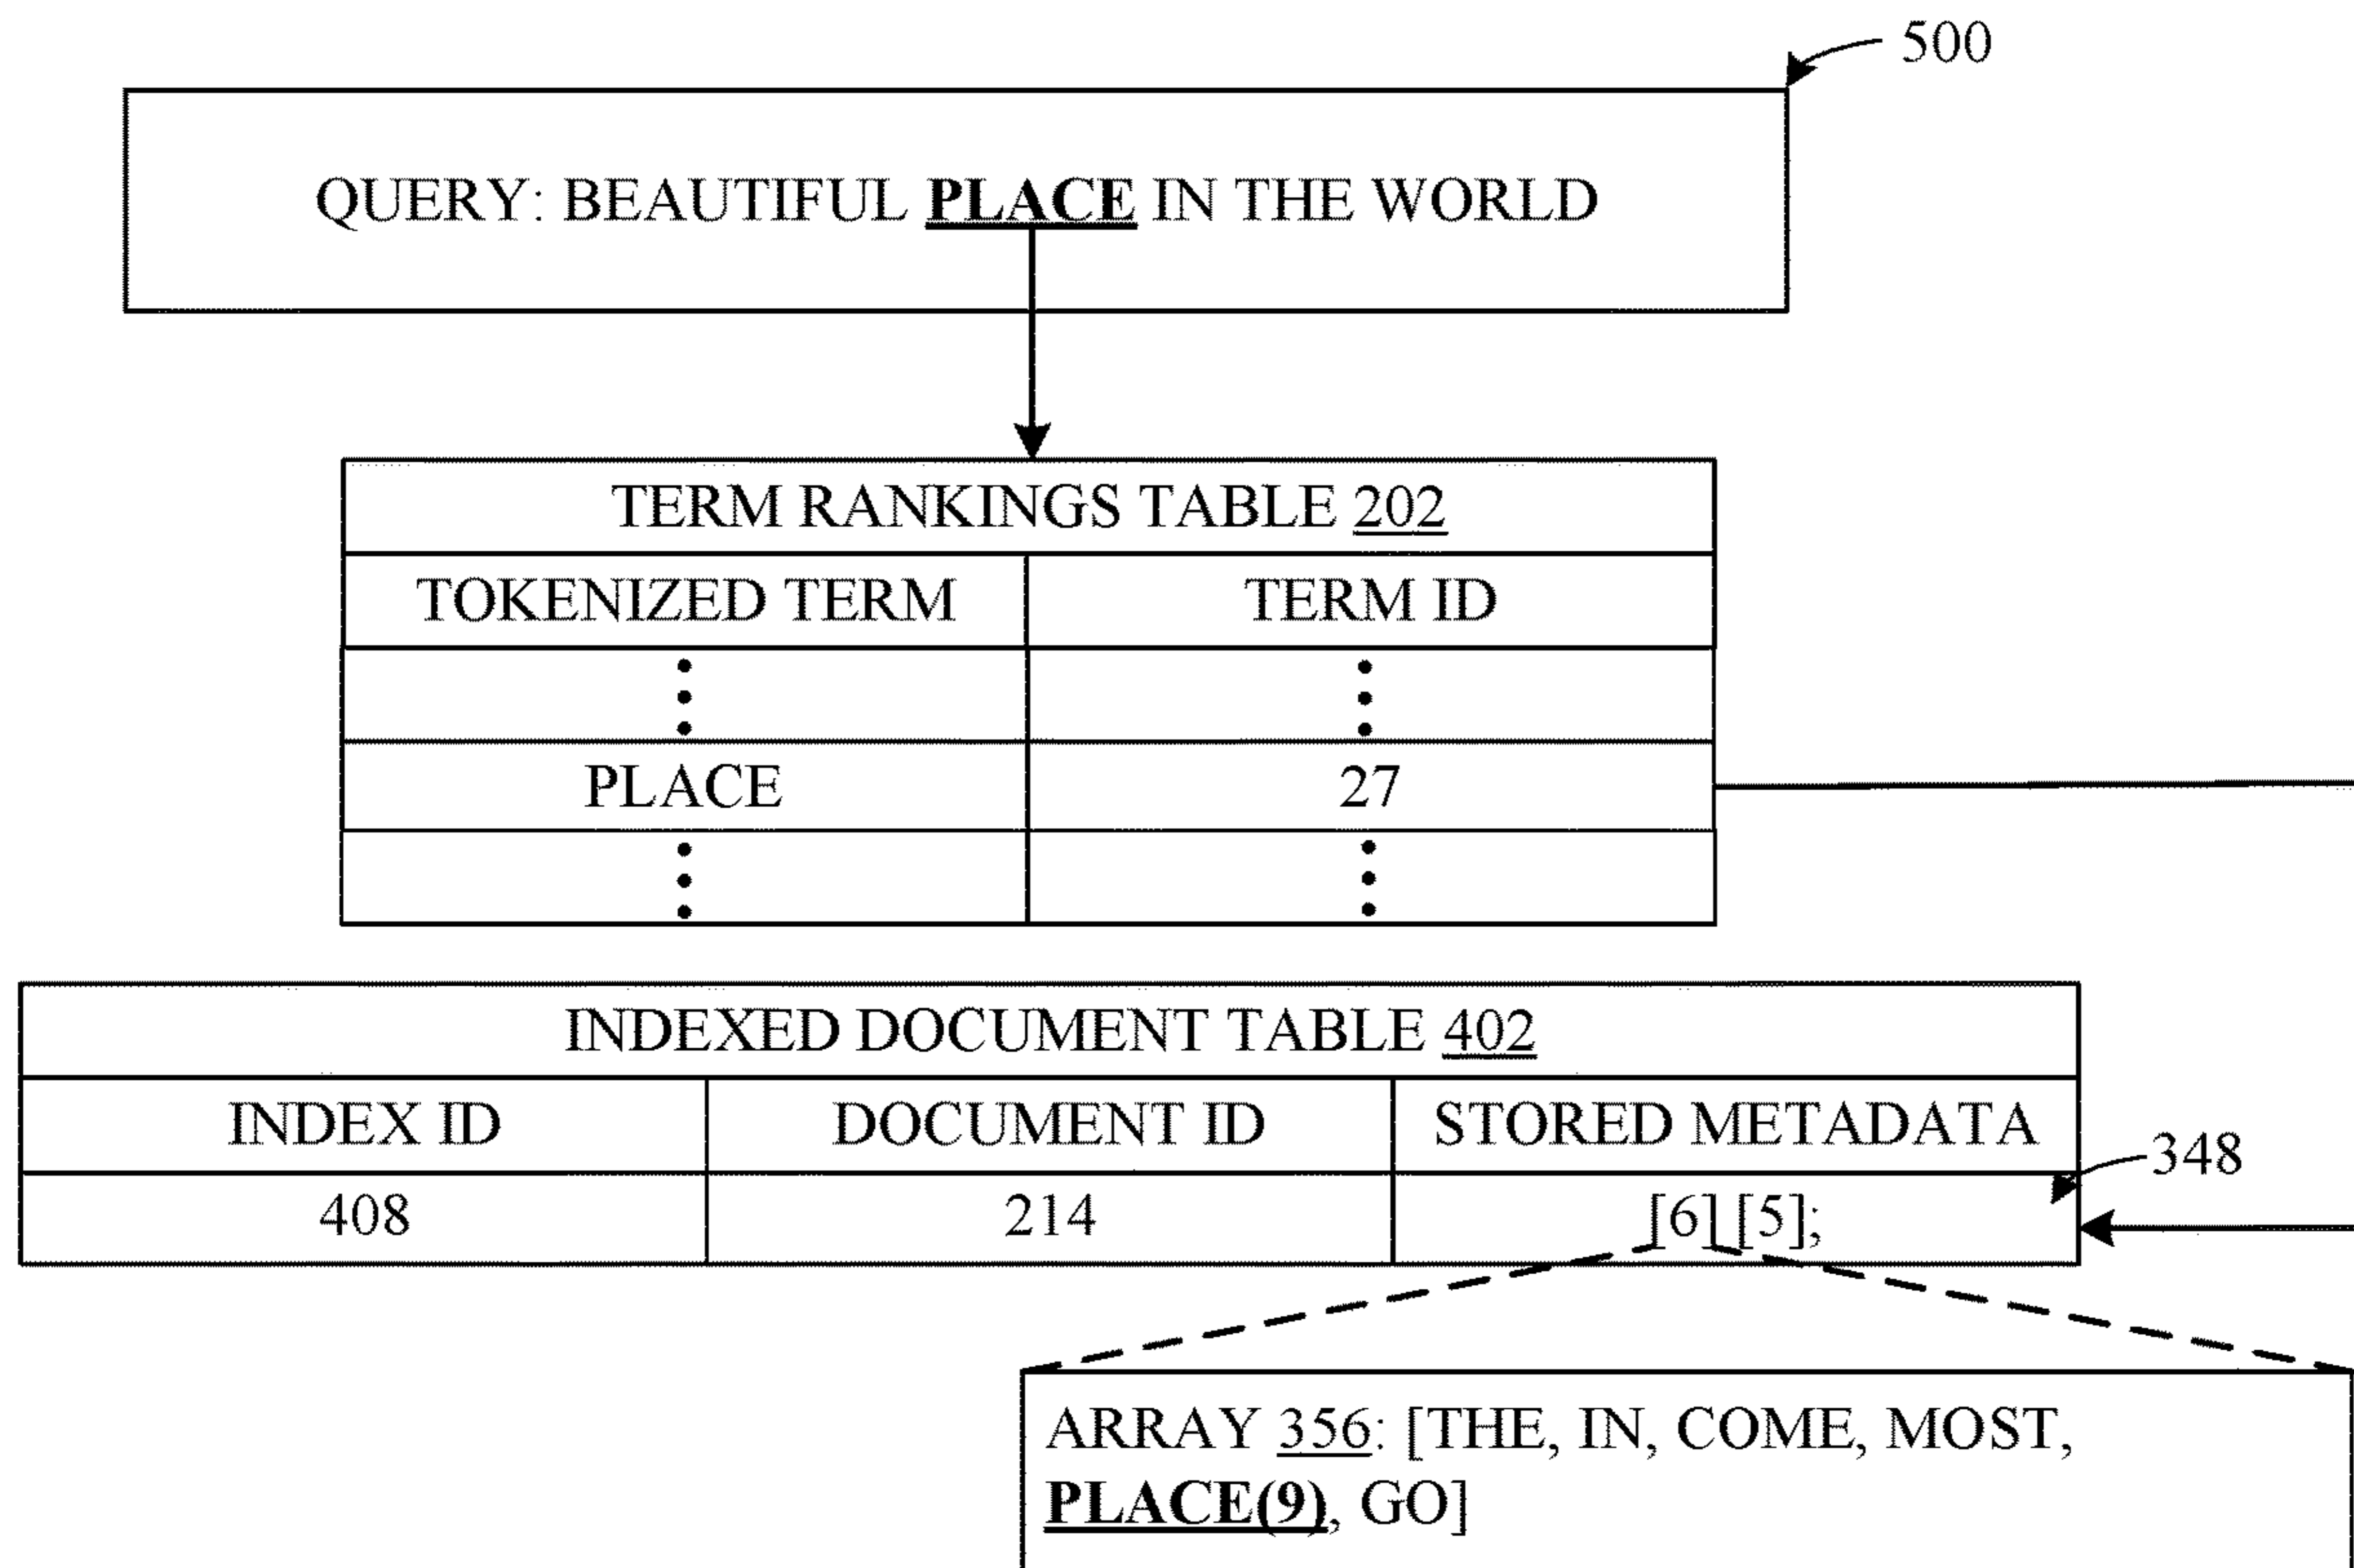 500
QUERY: BEAUTIFUL PLACE IN THE WORLD
TERM RANKINGS TABLE 202
TOKENIZED TERM TERM ID
PLACE 27
INDEXED DOCUMENT TABLE 402
INDEX ID DOCUMENT ID STORED METADATA
348
408 214 [6] [5];
ARRAY 356: [THE, IN, COME, MOST,
PLACE(9), GO]